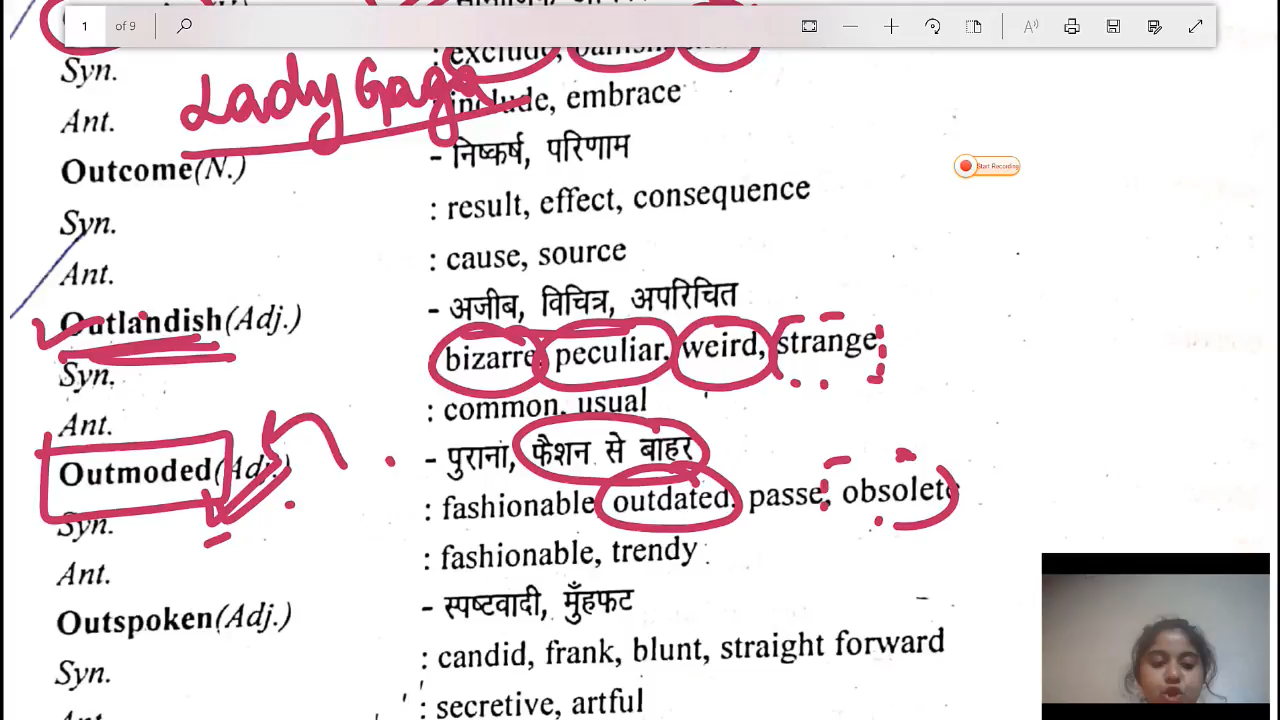 1 of 9
: exclude, banish
Syn.
Lady Gaga
: include, embrace
Ant.
Outcome(N.) - निष्कर्ष, परिणाम
Start Recording
Syn. : result, effect, consequence
Ant. : cause, source
Outlandish(Adj.) - अजीब, विचित्र, अपरिचित
Syn. bizarre, peculiar, weird, strange
Ant. : common, usual
Outmoded(Adj.) - पुराना, फैशन से बाहर
Syn. : fashionable, outdated, passe, obsolete
Ant. : fashionable, trendy
Outspoken(Adj.) - स्पष्टवादी, मुँहफट
Syn. : candid, frank, blunt, straight forward
Ant. : secretive, artful